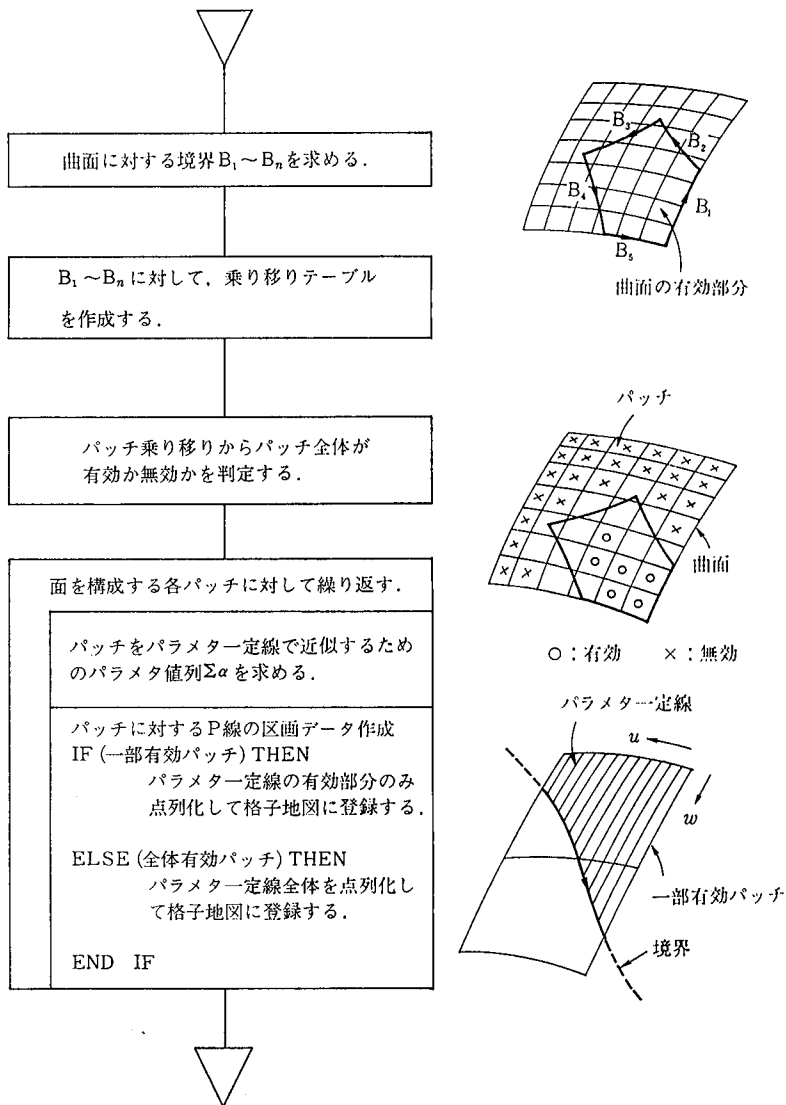 曲面に対する境界B₁～Bₙを求める．
B₁～Bₙに対して，乗り移りテーブル
を作成する．
パッチ乗り移りからパッチ全体が
有効か無効かを判定する．
面を構成する各パッチに対して繰り返す．
パッチをパラメタ一定線で近似するため
のパラメタ値列Σαを求める．
パッチに対するP線の区画データ作成
IF (一部有効パッチ) THEN
パラメタ一定線の有効部分のみ
点列化して格子地図に登録する．
ELSE (全体有効パッチ) THEN
パラメタ一定線全体を点列化し
て格子地図に登録する．
END IF
B₃
B₂
B₄
B₁
B₅
曲面の有効部分
パッチ
曲面
○：有効 ×：無効
パラメタ一定線
u
w
一部有効パッチ
境界